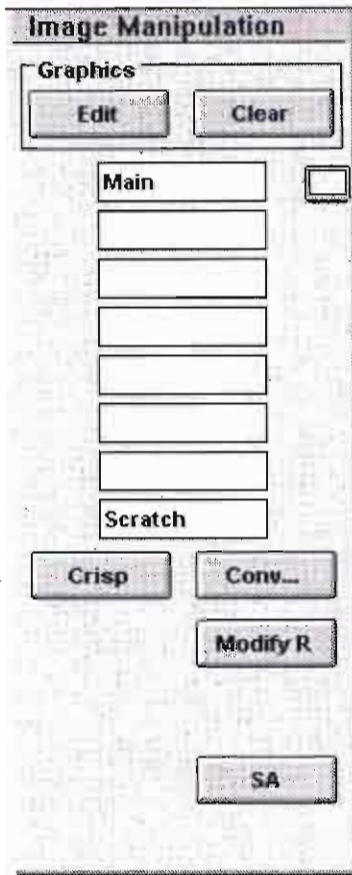 Image Manipulation
Graphics
Edit Clear
Main
Scratch
Crisp Conv...
Modify R
SA